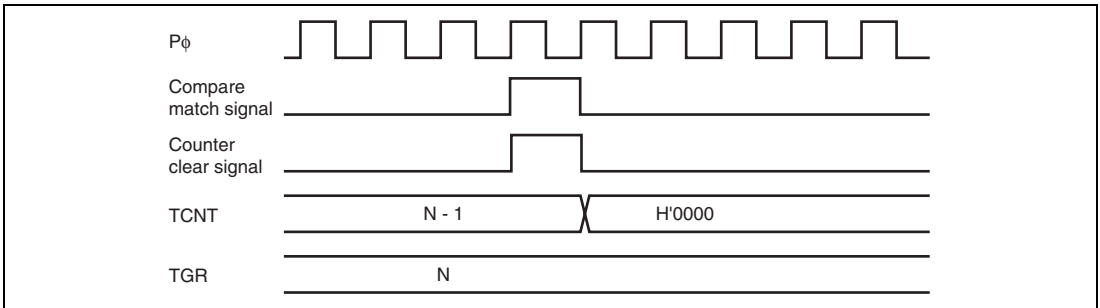 Pϕ
Compare
match signal
Counter
clear signal
TCNT
N - 1
H'0000
TGR
N